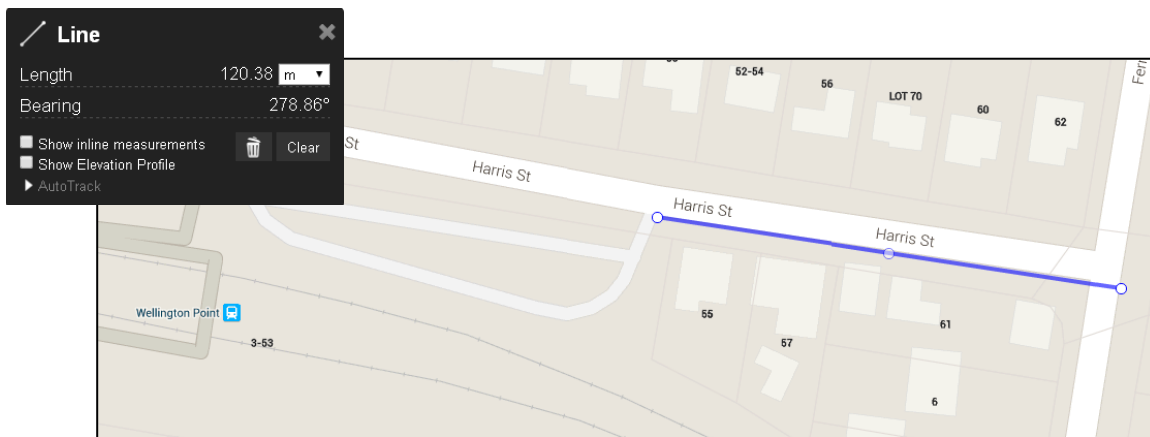 Line
Length 120.38 m
Bearing 278.86°
Show inline measurements
Show Elevation Profile
AutoTrack
Clear
52-54
56
LOT 70
60
62
St
Harris St
Harris St
Harris St
Wellington Point
3-53
55
57
61
6